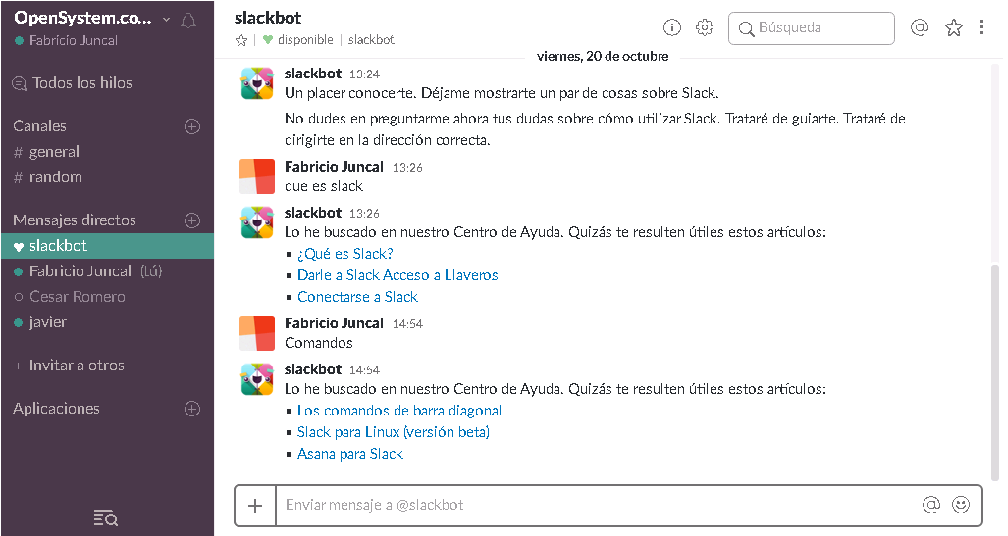 OpenSystem.co...
Fabricio Juncal
Todos los hilos
Canales
# general
# random
Mensajes directos
slackbot
Fabricio Juncal (tú)
Cesar Romero
javier
+ Invitar a otros
Aplicaciones
slackbot
disponible | slackbot
Búsqueda
viernes, 20 de octubre
slackbot 13:24
Un placer conocerte. Déjame mostrarte un par de cosas sobre Slack.
No dudes en preguntarme ahora tus dudas sobre cómo utilizar Slack. Trataré de guiarte. Trataré de
dirigirte en la dirección correcta.
Fabricio Juncal 13:26
que es slack
slackbot 13:26
Lo he buscado en nuestro Centro de Ayuda. Quizás te resulten útiles estos artículos:
▪ ¿Qué es Slack?
▪ Darle a Slack Acceso a Llaveros
▪ Conectarse a Slack
Fabricio Juncal 14:54
Comandos
slackbot 14:54
Lo he buscado en nuestro Centro de Ayuda. Quizás te resulten útiles estos artículos:
▪ Los comandos de barra diagonal
▪ Slack para Linux (versión beta)
▪ Asana para Slack
Enviar mensaje a @slackbot